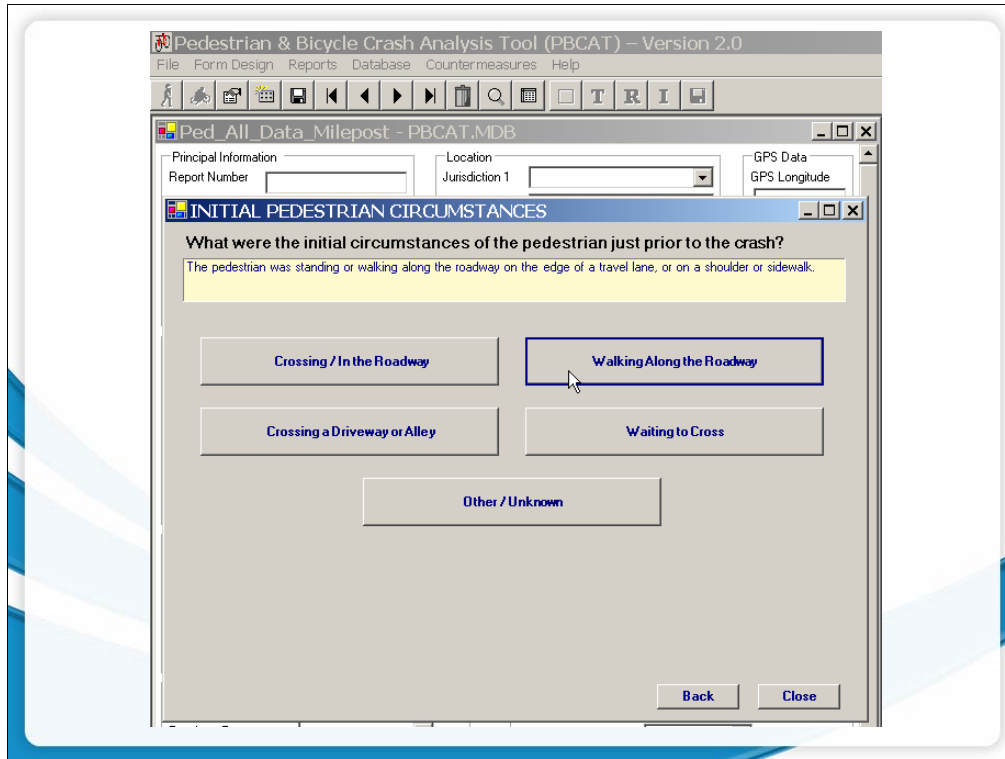 Pedestrian & Bicycle Crash Analysis Tool (PBCAT) – Version 2.0
File Form Design Reports Database Countermeasures Help
T R I
Ped_All_Data_Milepost - PBCAT.MDB
Principal Information Location GPS Data
Report Number Jurisdiction 1 GPS Longitude
INITIAL PEDESTRIAN CIRCUMSTANCES
What were the initial circumstances of the pedestrian just prior to the crash?
The pedestrian was standing or walking along the roadway on the edge of a travel lane, or on a shoulder or sidewalk.
Crossing / In the Roadway Walking Along the Roadway
Crossing a Driveway or Alley Waiting to Cross
Other / Unknown
Back Close